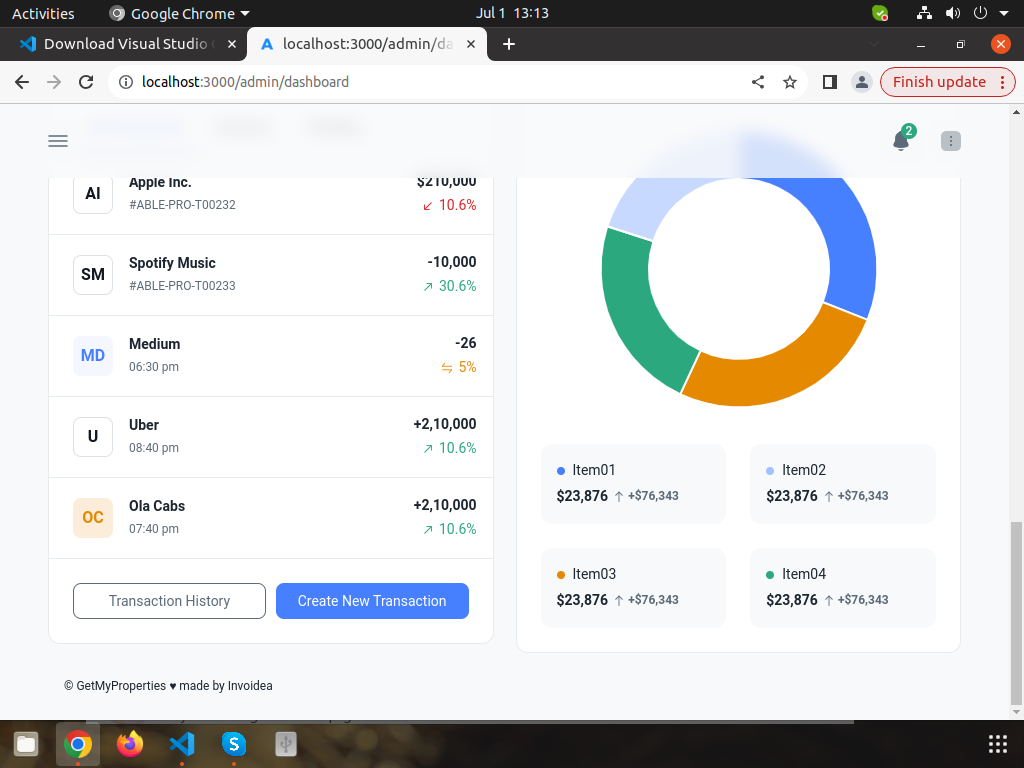 Activities
Google Chrome
Jul 1 13:13
Download Visual Studio
localhost:3000/admin/da
localhost:3000/admin/dashboard
Finish update
2
AI
Apple Inc.
$210,000
#ABLE-PRO-T00232
10.6%
SM
Spotify Music
-10,000
#ABLE-PRO-T00233
30.6%
MD
Medium
-26
06:30 pm
5%
U
Uber
+2,10,000
08:40 pm
10.6%
OC
Ola Cabs
+2,10,000
07:40 pm
10.6%
Transaction History
Create New Transaction
Item01
$23,876 ↑ +$76,343
Item02
$23,876 ↑ +$76,343
Item03
$23,876 ↑ +$76,343
Item04
$23,876 ↑ +$76,343
© GetMyProperties ♥ made by Invoidea